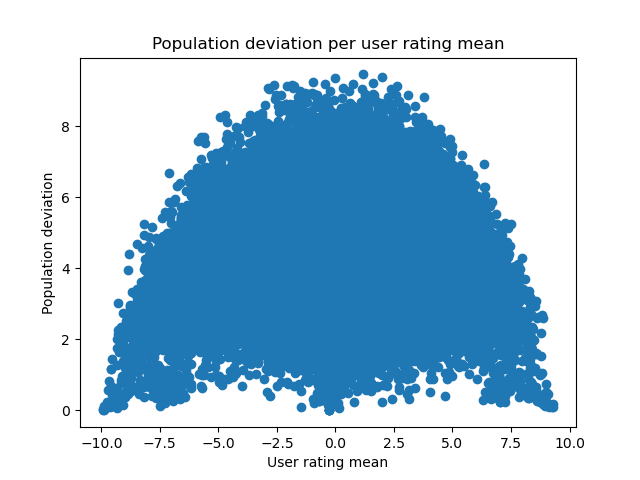 Population deviation per user rating mean
Population deviation
8
6
4
2
0
−10.0 −7.5 −5.0 −2.5 0.0 2.5 5.0 7.5 10.0
User rating mean